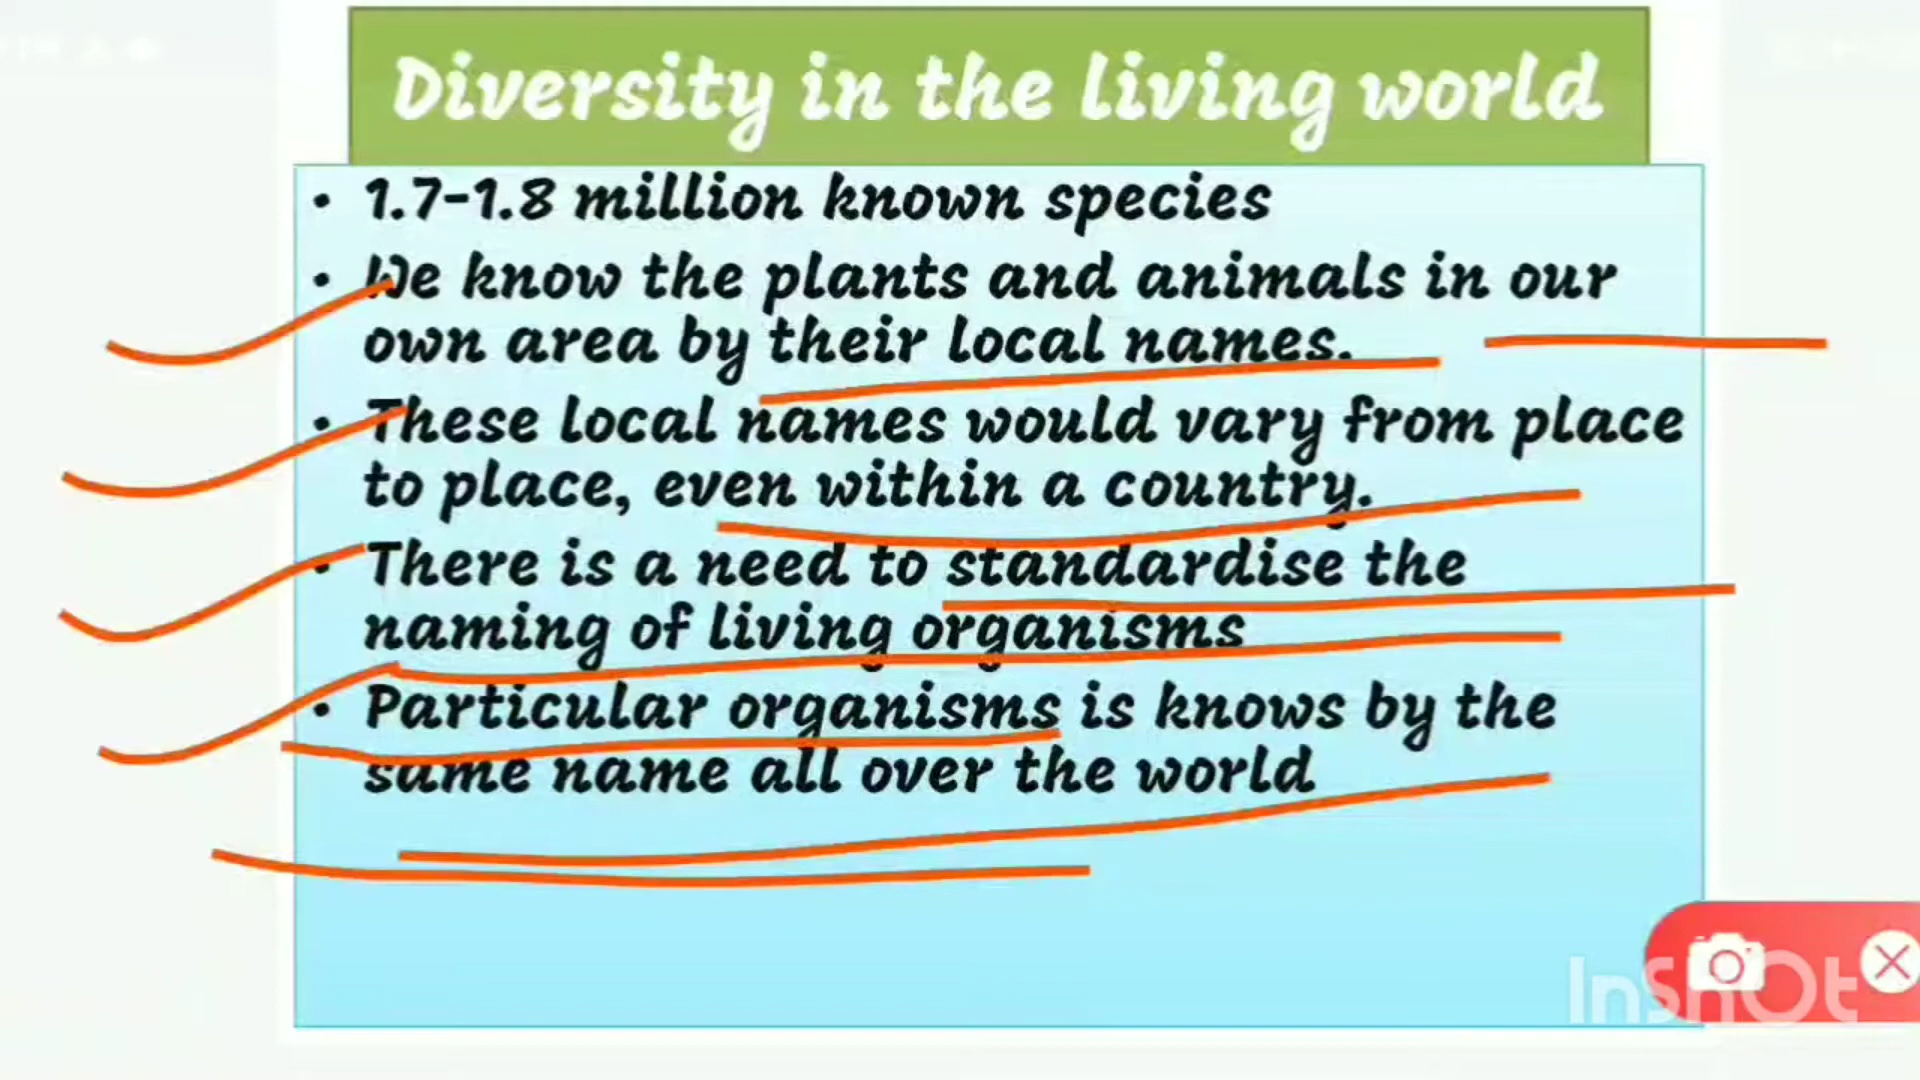 Diversity in the living world
• 1.7-1.8 million known species
• We know the plants and animals in our
own area by their local names.
• These local names would vary from place
to place, even within a country.
• There is a need to standardise the
naming of living organisms
• Particular organisms is knows by the
same name all over the world
InShOt